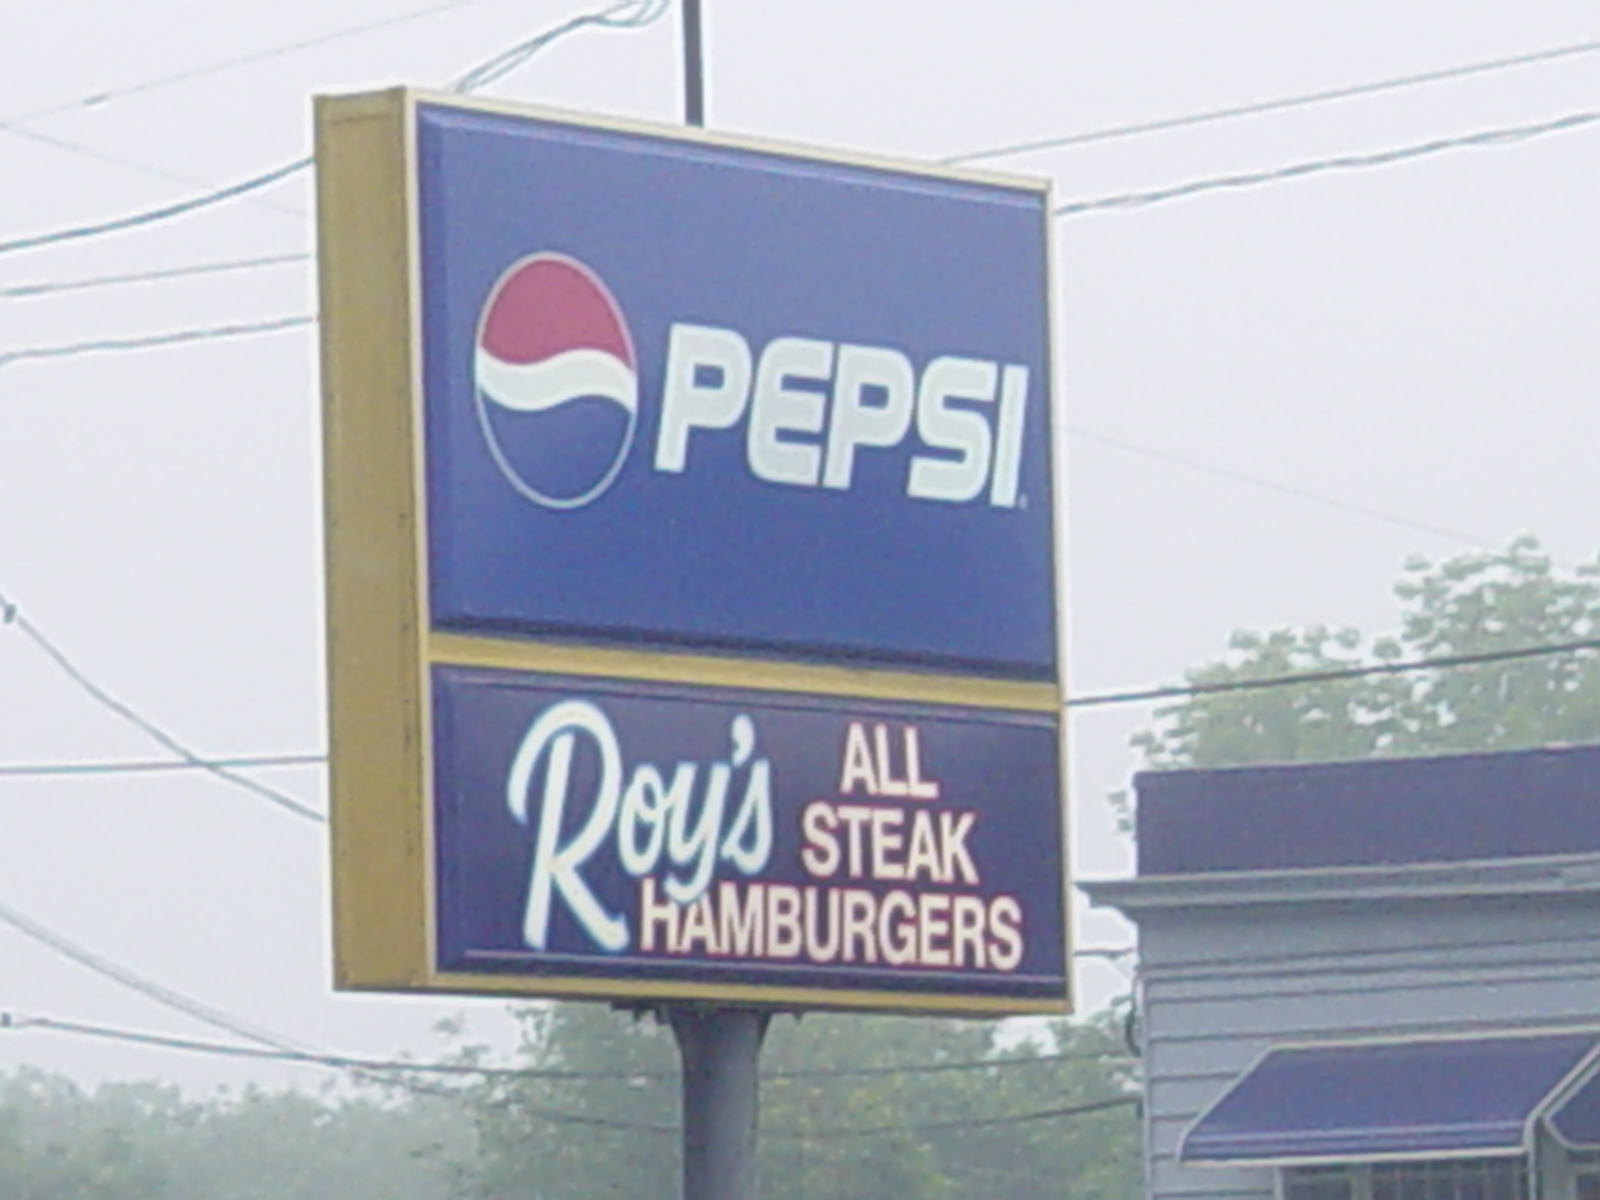 PEPSI
Roy's
ALL
STEAK
HAMBURGERS